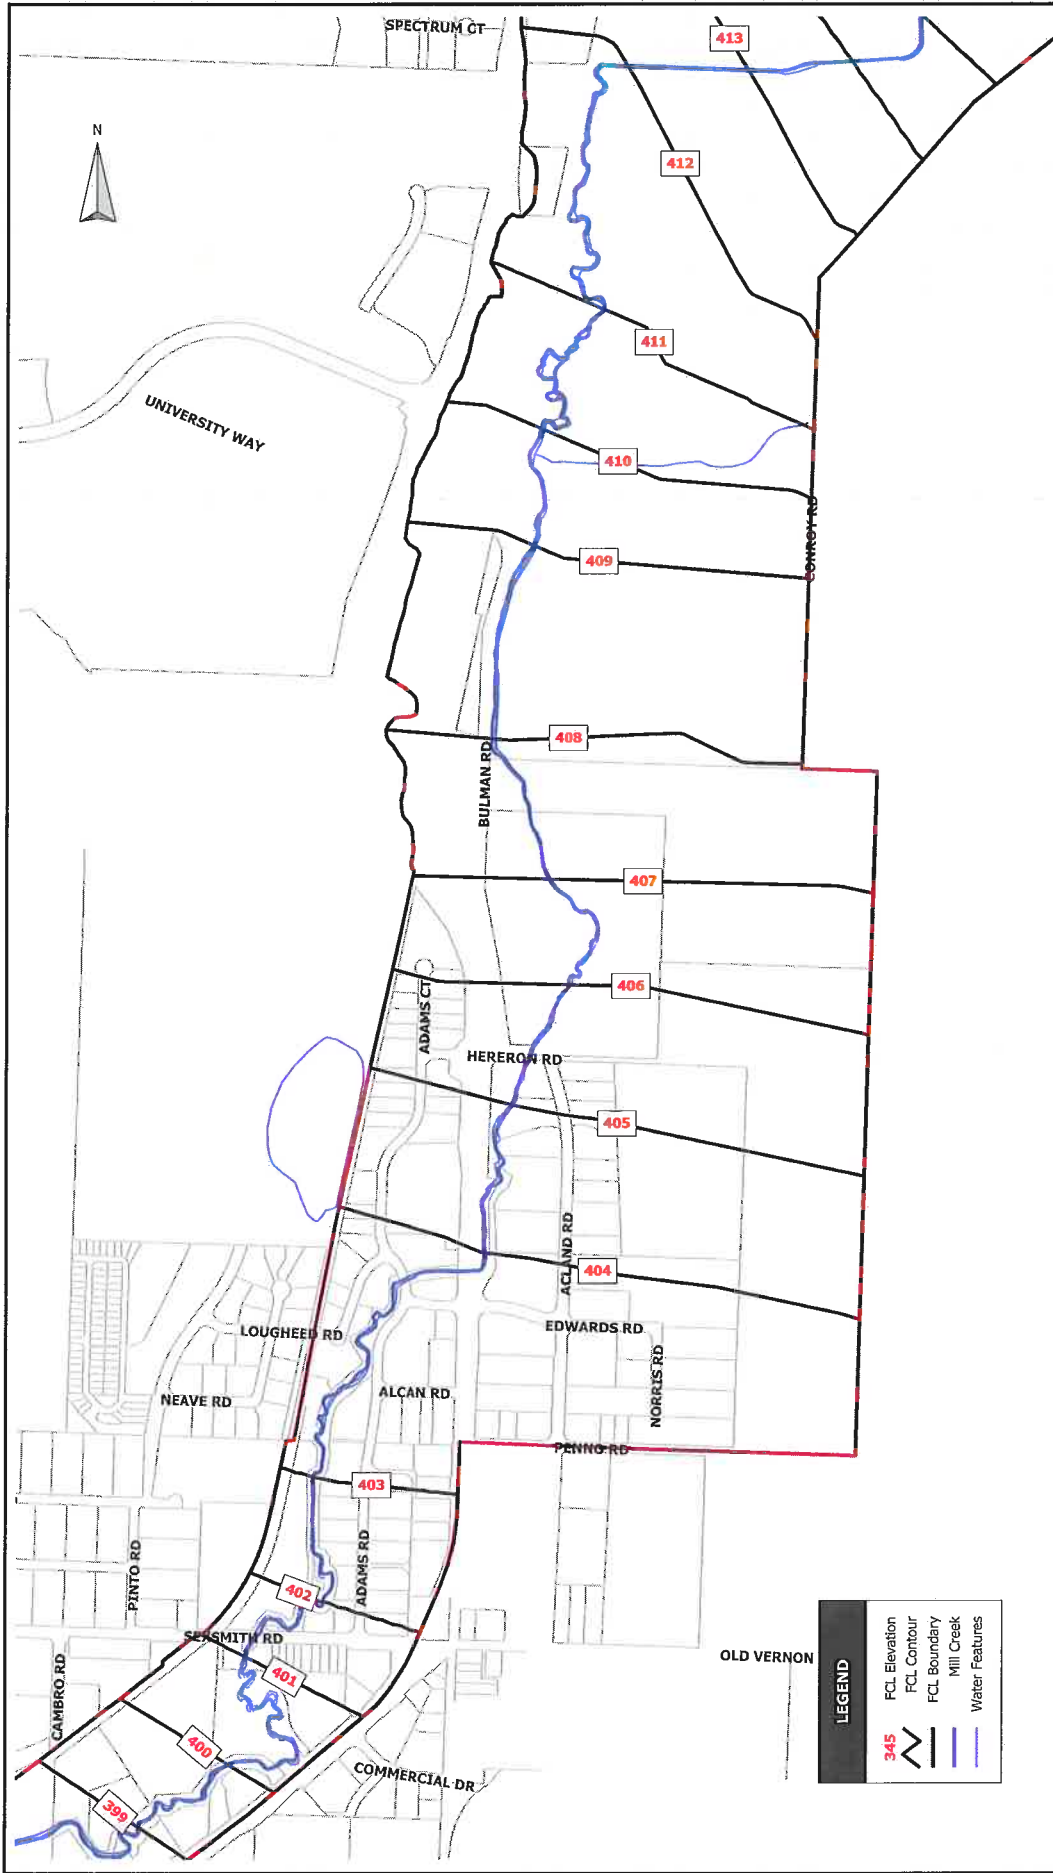 SPECTRUM CT
413
N
412
411
UNIVERSITY WAY
410
CONROY RD
409
408
BULMAN RD
407
ADAMS CT
406
HERERON RD
405
ACLAND RD
404
EDWARDS RD
LOUGHEED RD
NORRIS RD
ALCAN RD
NEAVE RD
PENNO RD
403
PINTO RD
ADAMS RD
402
SEXSMITH RD
401
OLD VERNON
CAMBRO RD
400
COMMERCIAL DR
399
LEGEND
345 FCL Elevation
FCL Contour
FCL Boundary
Mill Creek
Water Features